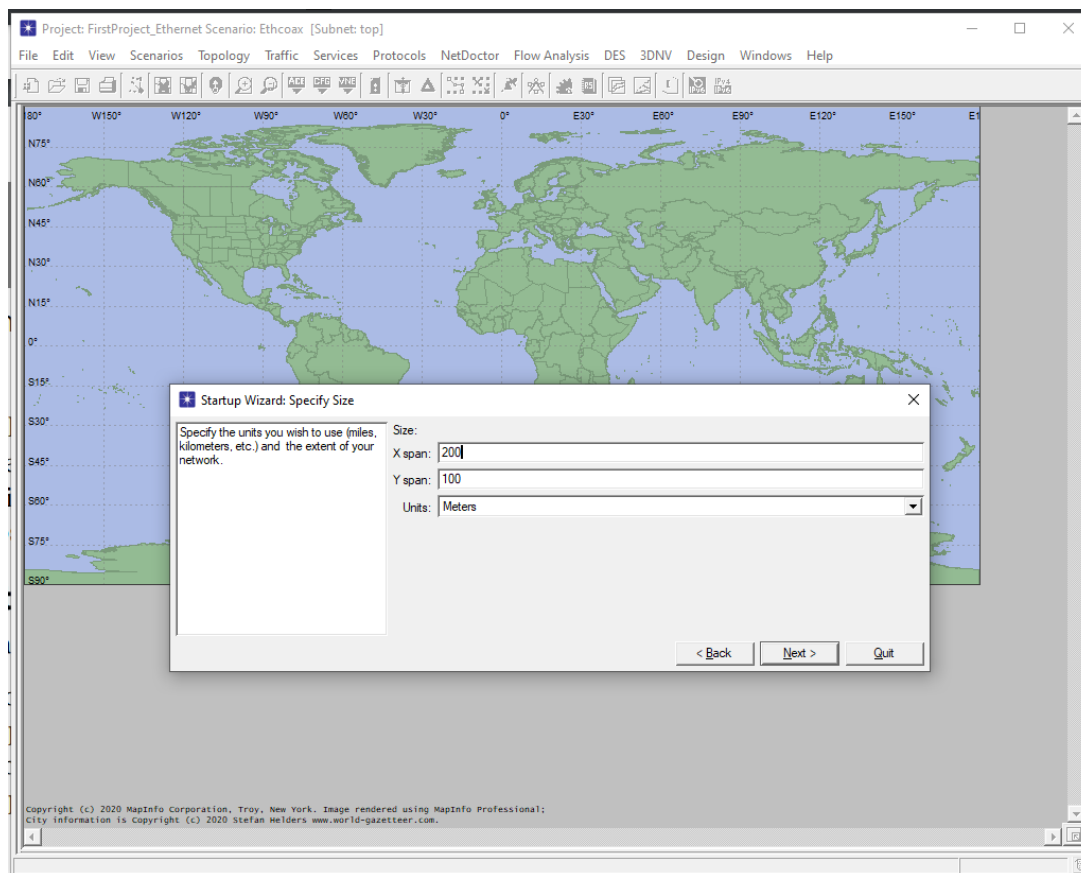 Project: FirstProject_Ethernet Scenario: Ethcoax [Subnet: top]
File Edit View Scenarios Topology Traffic Services Protocols NetDoctor Flow Analysis DES 3DNV Design Windows Help
W150° W120° W90° W60° W30° 0° E30° E60° E90° E120° E150° E1
N75°
N60°
N45°
N30°
N15°
0°
S15°
S30°
S45°
S60°
S75°
S90°
Startup Wizard: Specify Size
Specify the units you wish to use (miles,
kilometers, etc.) and the extent of your
network.
Size:
X span: 200
Y span: 100
Units: Meters
< Back Next > Quit
Copyright (c) 2020 MapInfo Corporation, Troy, New York. Image rendered using MapInfo Professional;
City information is Copyright (c) 2020 Stefan Helders www.world-gazetteer.com.